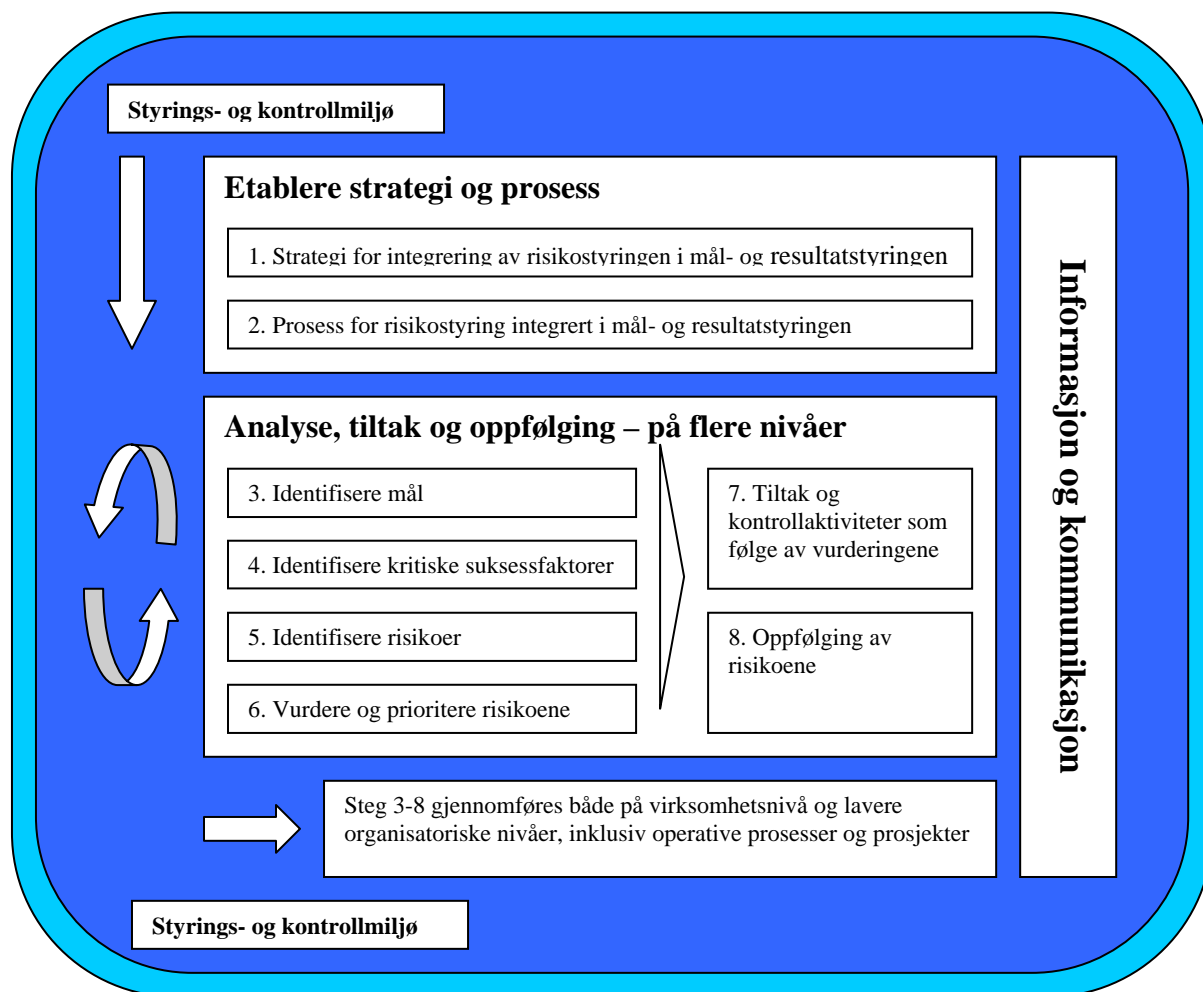 Styrings- og kontrollmiljø
Etablere strategi og prosess
1. Strategi for integrering av risikostyringen i mål- og resultatstyringen
2. Prosess for risikostyring integrert i mål- og resultatstyringen
Analyse, tiltak og oppfølging – på flere nivåer
3. Identifisere mål
4. Identifisere kritiske suksessfaktorer
5. Identifisere risikoer
6. Vurdere og prioritere risikoene
7. Tiltak og
kontrollaktiviteter som
følge av vurderingene
8. Oppfølging av
risikoene
Steg 3-8 gjennomføres både på virksomhetsnivå og lavere
organisatoriske nivåer, inklusiv operative prosesser og prosjekter
Informasjon og kommunikasjon
Styrings- og kontrollmiljø